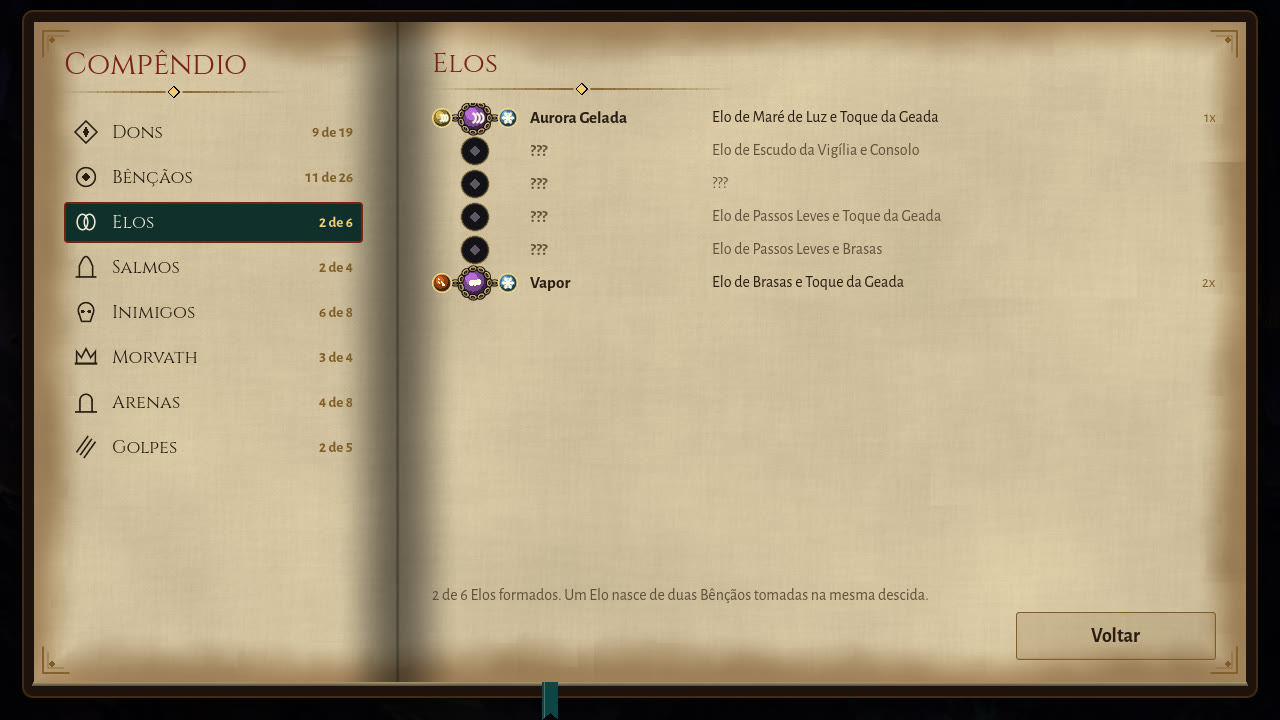 Compêndio
Dons 9 de 19
Bênçãos 11 de 26
Elos 2 de 6
Salmos 2 de 4
Inimigos 6 de 8
Morvath 3 de 4
Arenas 4 de 8
Golpes 2 de 5
Elos
Aurora Gelada Elo de Maré de Luz e Toque da Geada 1x
??? Elo de Escudo da Vigília e Consolo
??? ???
??? Elo de Passos Leves e Toque da Geada
??? Elo de Passos Leves e Brasas
Vapor Elo de Brasas e Toque da Geada 2x
2 de 6 Elos formados. Um Elo nasce de duas Bênçãos tomadas na mesma descida.
Voltar